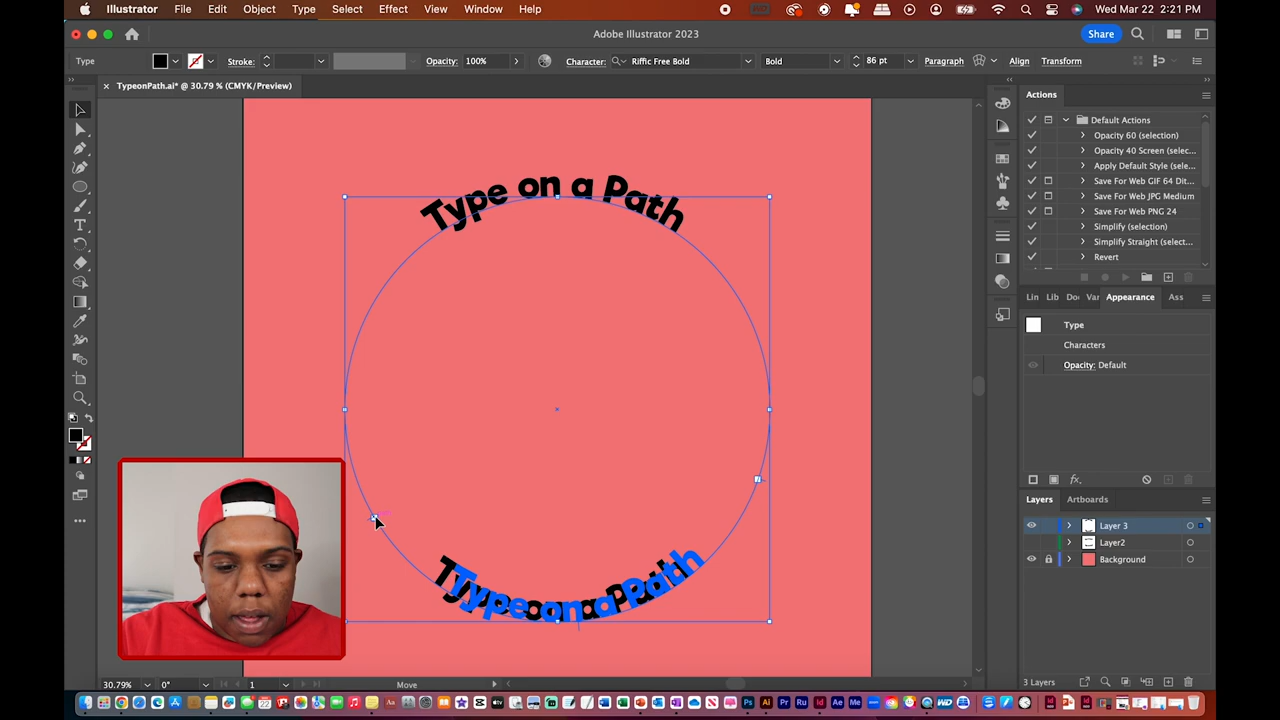 Illustrator File Edit Object Type Select Effect View Window Help Wed Mar 22 2:21 PM
Adobe Illustrator 2023
Share
Type Stroke: Opacity: 100% Character: Riffic Free Bold Bold 86 pt Paragraph Align Transform
× TypeonPath.ai* @ 30.79 % (CMYK/Preview)
Actions
Default Actions
Opacity 60 (selection)
Opacity 40 Screen (selec...
Apply Default Style (sele...
Save For Web GIF 64 Dit...
Save For Web JPG Medium
Save For Web PNG 24
Simplify (selection)
Simplify Straight (select...
Revert
Type on a Path
Lin Lib Do Var Appearance Ass
Type
Characters
Opacity: Default
fx
Layers Artboards
Layer 3
Layer2
Background
Type on a Path
Type on a Path
30.79% 0° 1 Move
3 Layers